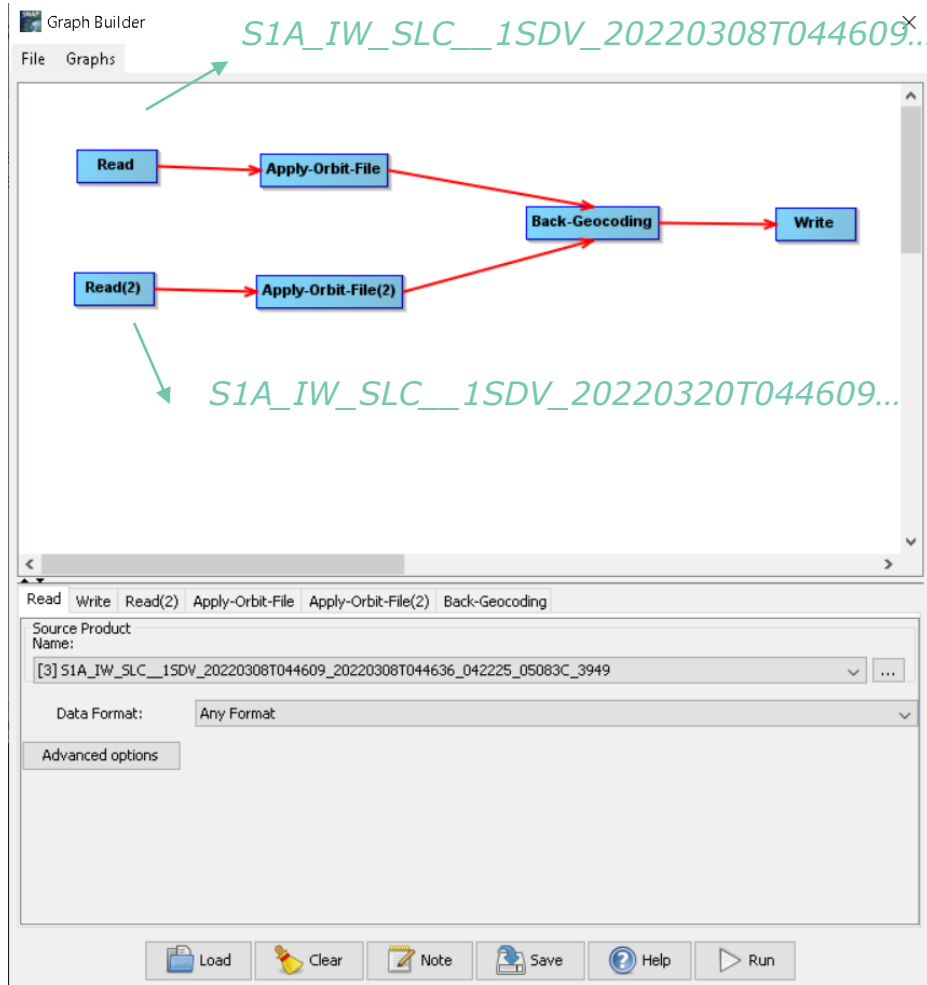 SNAP
Graph Builder
S1A_IW_SLC__1SDV_20220308T044609...
File Graphs
Read
Apply-Orbit-File
Back-Geocoding
Write
Read(2)
Apply-Orbit-File(2)
S1A_IW_SLC__1SDV_20220320T044609...
Read Write Read(2) Apply-Orbit-File Apply-Orbit-File(2) Back-Geocoding
Source Product
Name:
[3] S1A_IW_SLC__1SDV_20220308T044609_20220308T044636_042225_05083C_3949
...
Data Format: Any Format
Advanced options
Load Clear Note Save Help Run